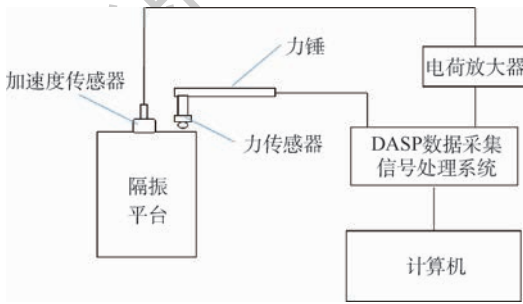 力锤
电荷放大器
加速度传感器
力传感器
DASP数据采集
信号处理系统
隔振
平台
计算机